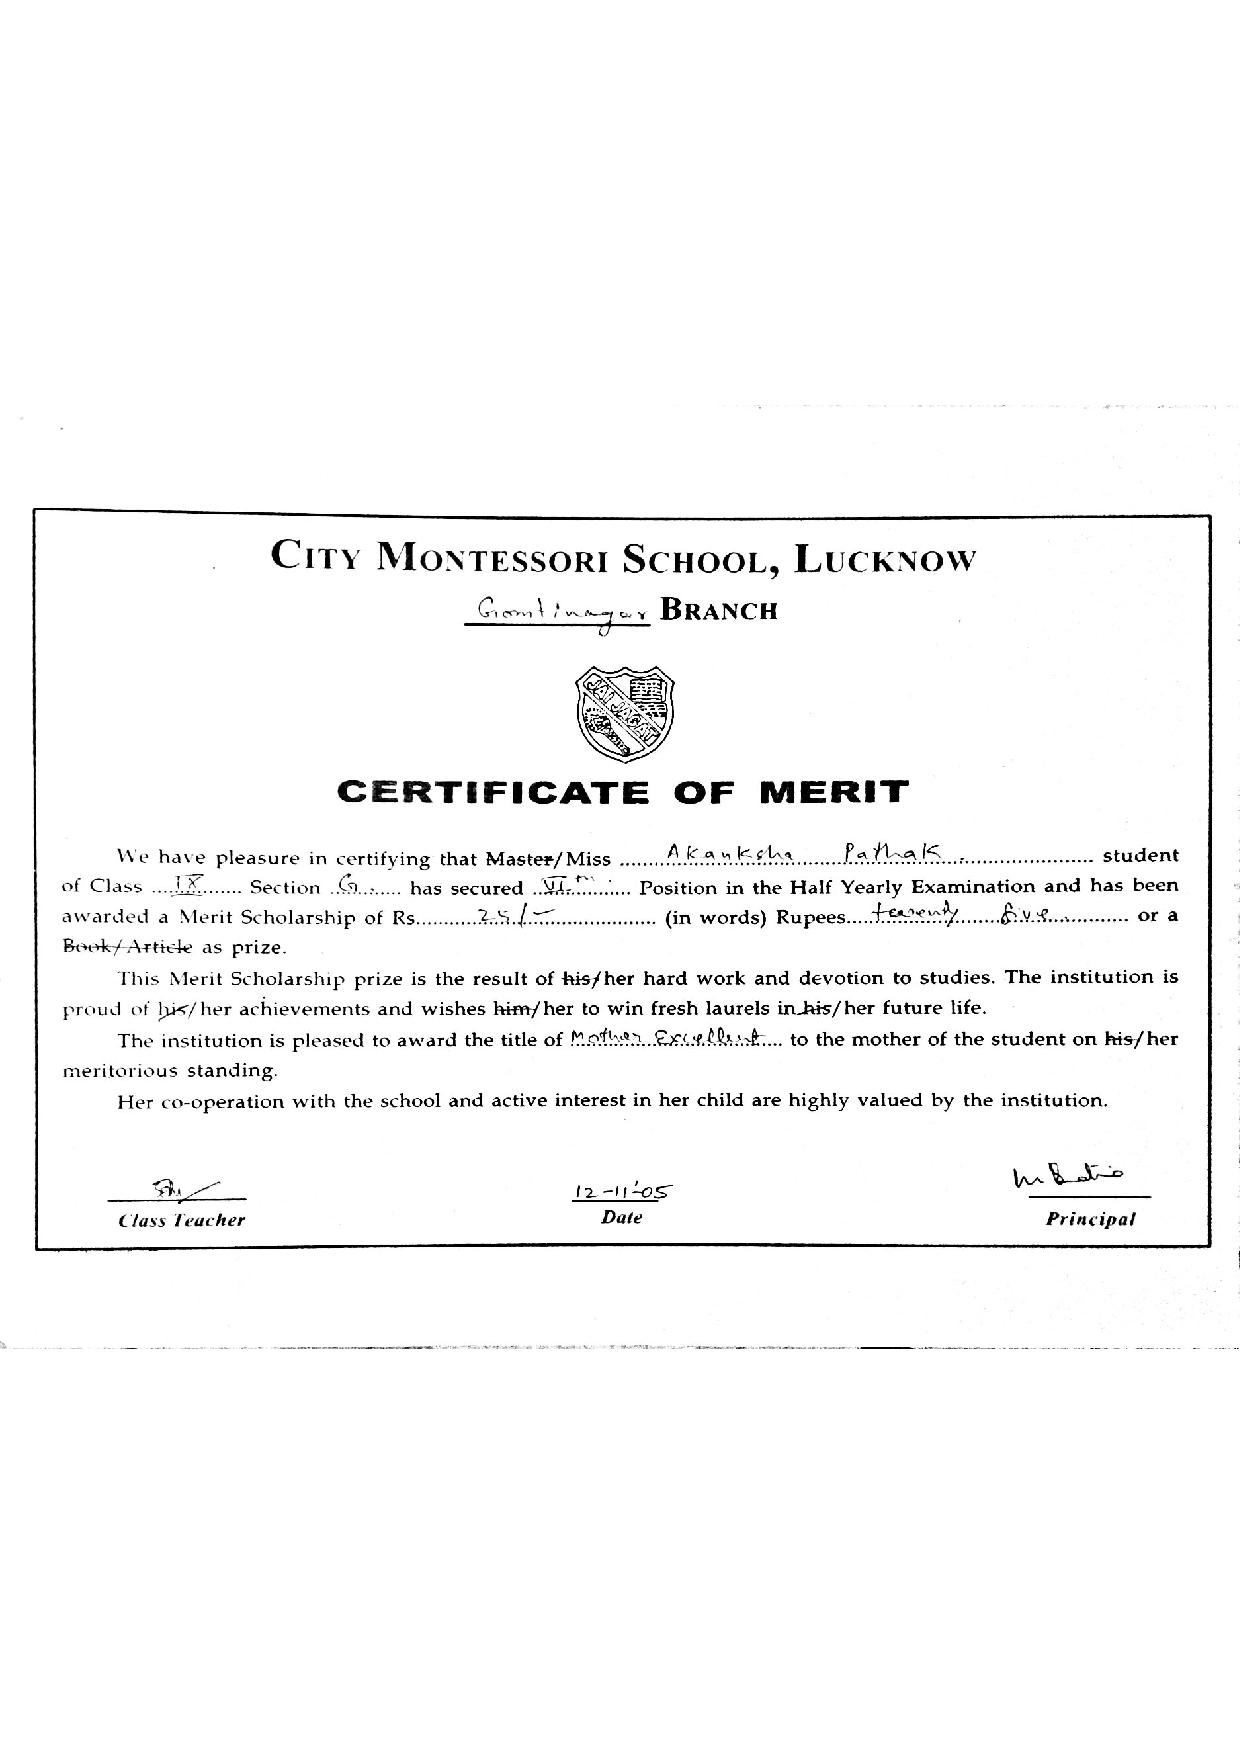 CITY MONTESSORI SCHOOL, LUCKNOW
Gomtinagar BRANCH
JAI JAGAT
CERTIFICATE OF MERIT
We have pleasure in certifying that Master/Miss ........Akanksha........Pathak........................ student
of Class ....IX....... Section ..G....... has secured ..VIth...... Position in the Half Yearly Examination and has been
awarded a Merit Scholarship of Rs..........25/-................. (in words) Rupees....twenty.......five............. or a
Book/Article as prize.
This Merit Scholarship prize is the result of his/her hard work and devotion to studies. The institution is
proud of his/her achievements and wishes him/her to win fresh laurels in his/her future life.
The institution is pleased to award the title of Mother Excellent.... to the mother of the student on his/her
meritorious standing.
Her co-operation with the school and active interest in her child are highly valued by the institution.
12-11-05
Class Teacher Date Principal